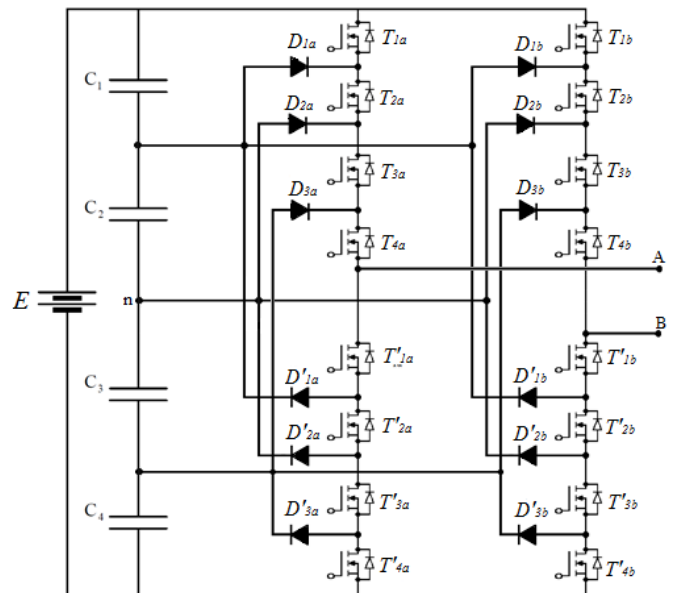 C1
C2
E
n
C3
C4
D1a
T1a
D2a
T2a
D3a
T3a
T4a
D1b
T1b
D2b
T2b
D3b
T3b
T4b
A
B
D'1a
T'1a
D'2a
T'2a
D'3a
T'3a
T'4a
D'1b
T'1b
D'2b
T'2b
D'3b
T'3b
T'4b